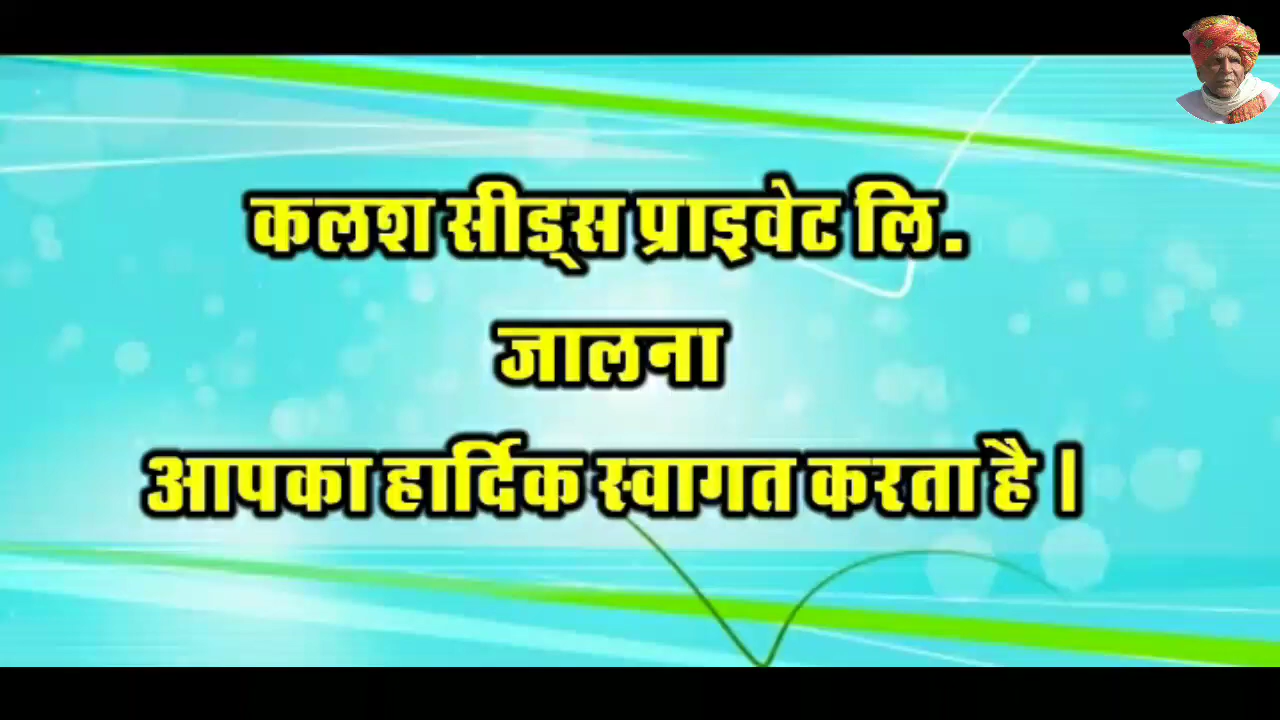 कलश सीड्स प्राइवेट लि.
जालना
आपका हार्दिक स्वागत करता है ।